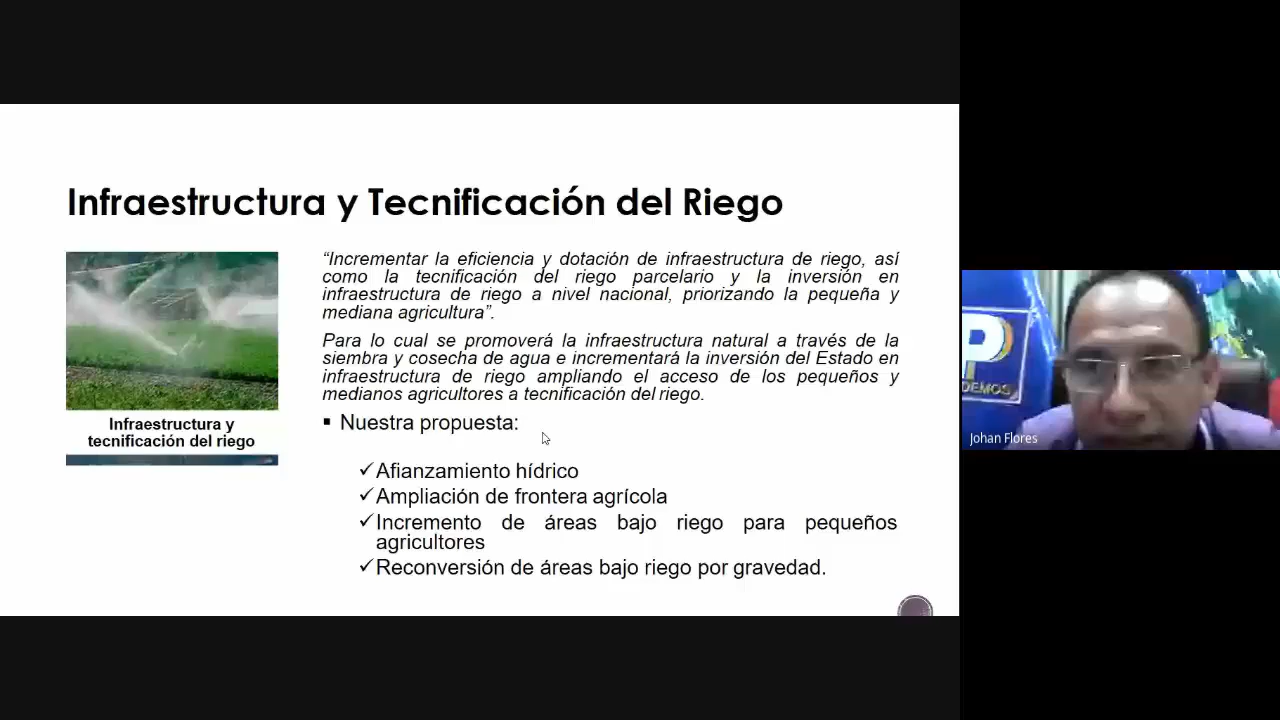 Infraestructura y Tecnificación del Riego
Infraestructura y
tecnificación del riego
“Incrementar la eficiencia y dotación de infraestructura de riego, así
como la tecnificación del riego parcelario y la inversión en
infraestructura de riego a nivel nacional, priorizando la pequeña y
mediana agricultura”.
Para lo cual se promoverá la infraestructura natural a través de la
siembra y cosecha de agua e incrementará la inversión del Estado en
infraestructura de riego ampliando el acceso de los pequeños y
medianos agricultores a tecnificación del riego.
▪ Nuestra propuesta:
✓Afianzamiento hídrico
✓Ampliación de frontera agrícola
✓Incremento de áreas bajo riego para pequeños
agricultores
✓Reconversión de áreas bajo riego por gravedad.
P
DEMOS
Johan Flores